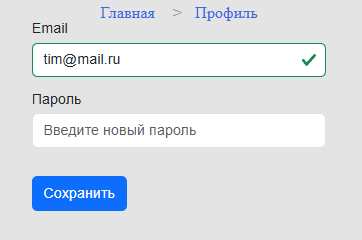 Главная > Профиль
Email
tim@mail.ru
Пароль
Введите новый пароль
Сохранить